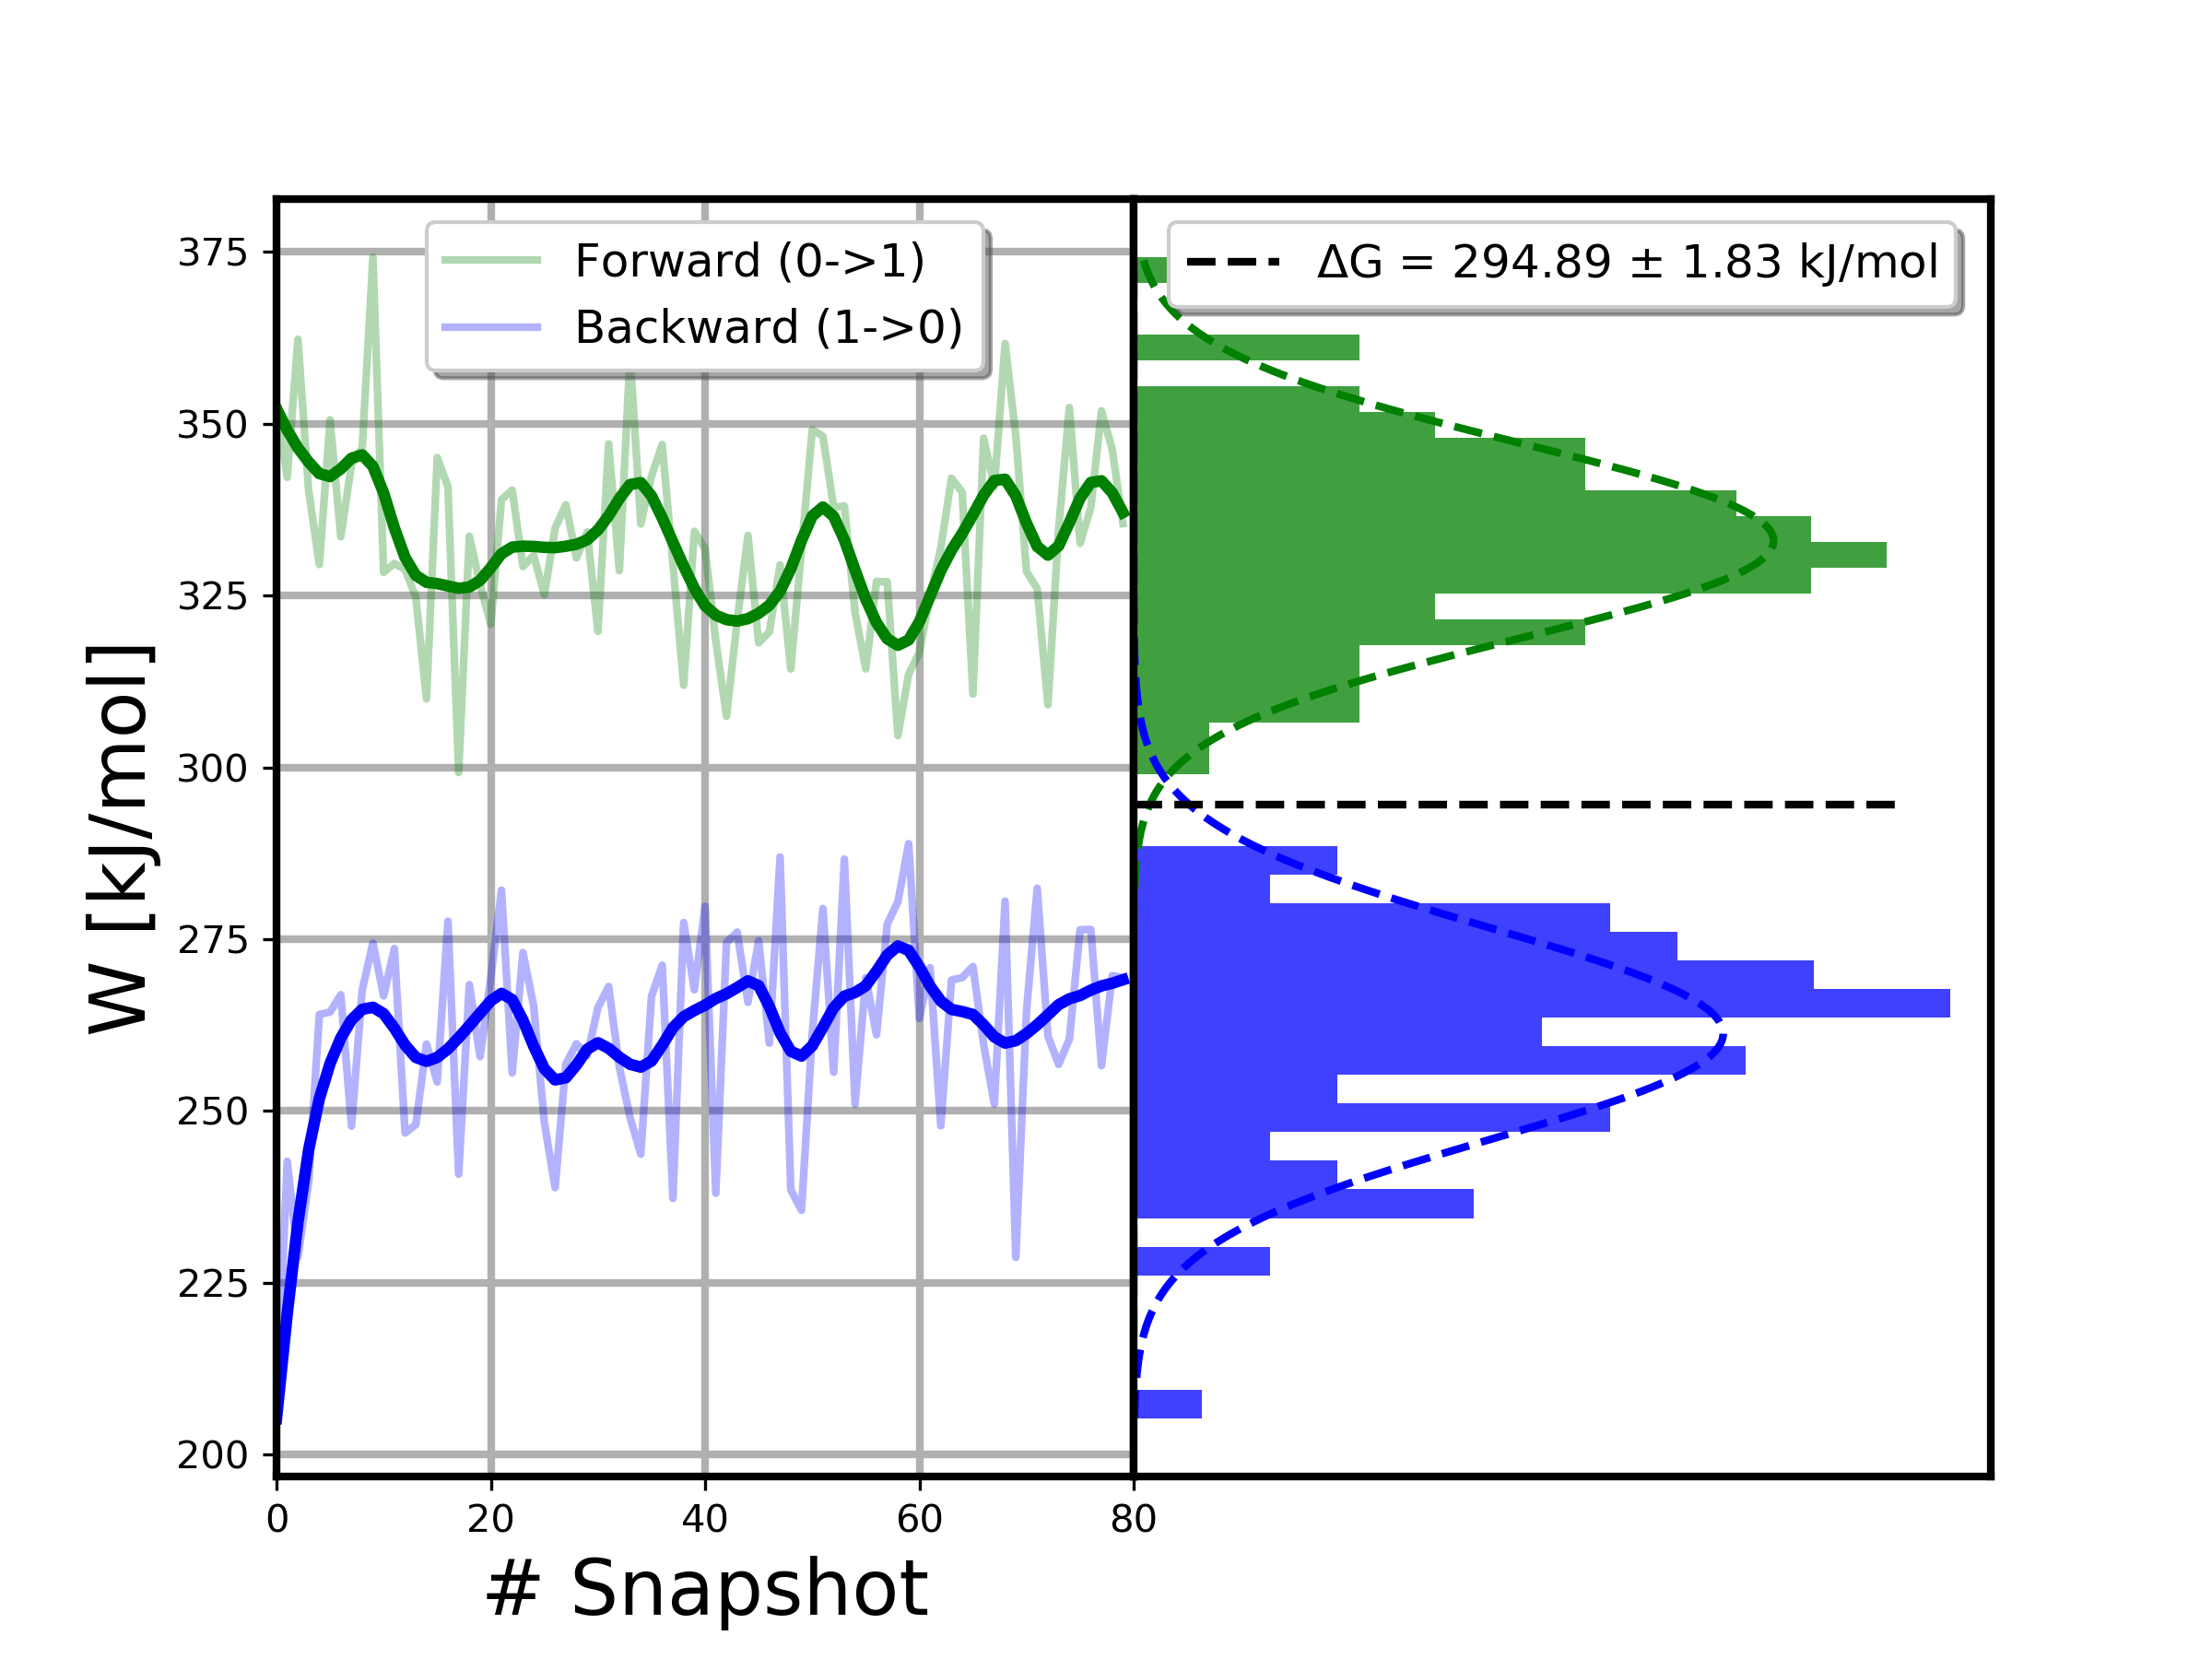 Forward (0->1)
Backward (1->0)
ΔG = 294.89 ± 1.83 kJ/mol
W [kJ/mol]
375
350
325
300
275
250
225
200
0 20 40 60 80
# Snapshot